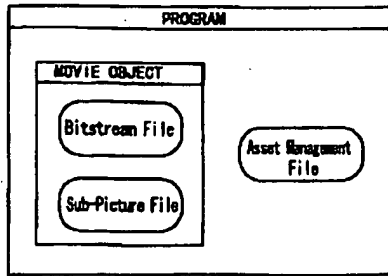 PROGRAM
MOVIE OBJECT
Bitstream File
Asset Management
File
Sub-Picture File